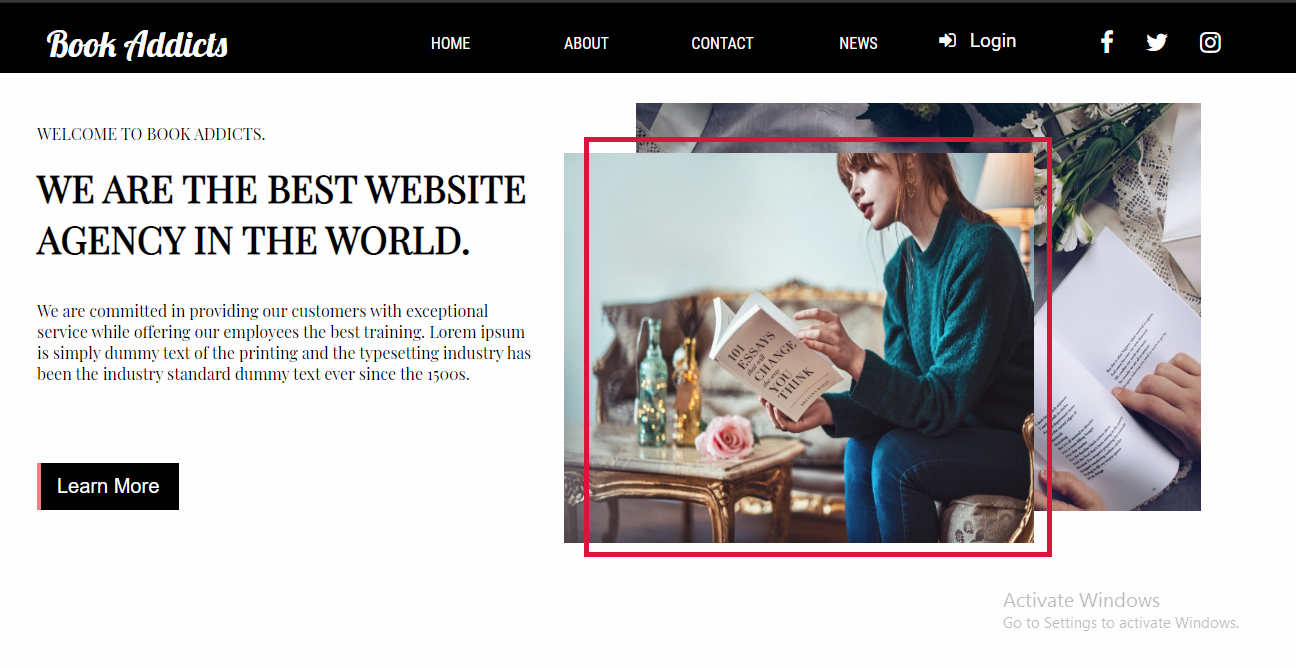 Book Addicts
HOME
ABOUT
CONTACT
NEWS
Login
WELCOME TO BOOK ADDICTS.
WE ARE THE BEST WEBSITE
AGENCY IN THE WORLD.
We are committed in providing our customers with exceptional
service while offering our employees the best training. Lorem ipsum
is simply dummy text of the printing and the typesetting industry has
been the industry standard dummy text ever since the 1500s.
Learn More
101
ESSAYS
that will
CHANGE
the way
YOU
THINK
Activate Windows
Go to Settings to activate Windows.